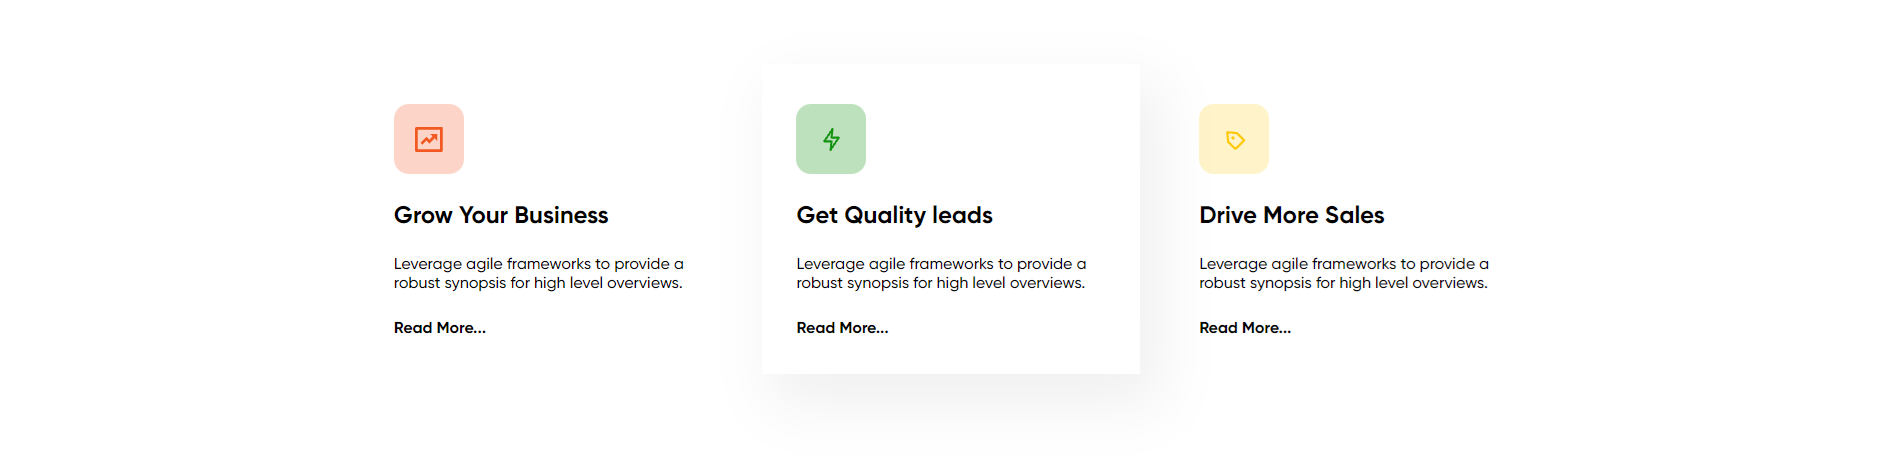 Grow Your Business
Leverage agile frameworks to provide a
robust synopsis for high level overviews.
Read More...
Get Quality leads
Leverage agile frameworks to provide a
robust synopsis for high level overviews.
Read More...
Drive More Sales
Leverage agile frameworks to provide a
robust synopsis for high level overviews.
Read More...